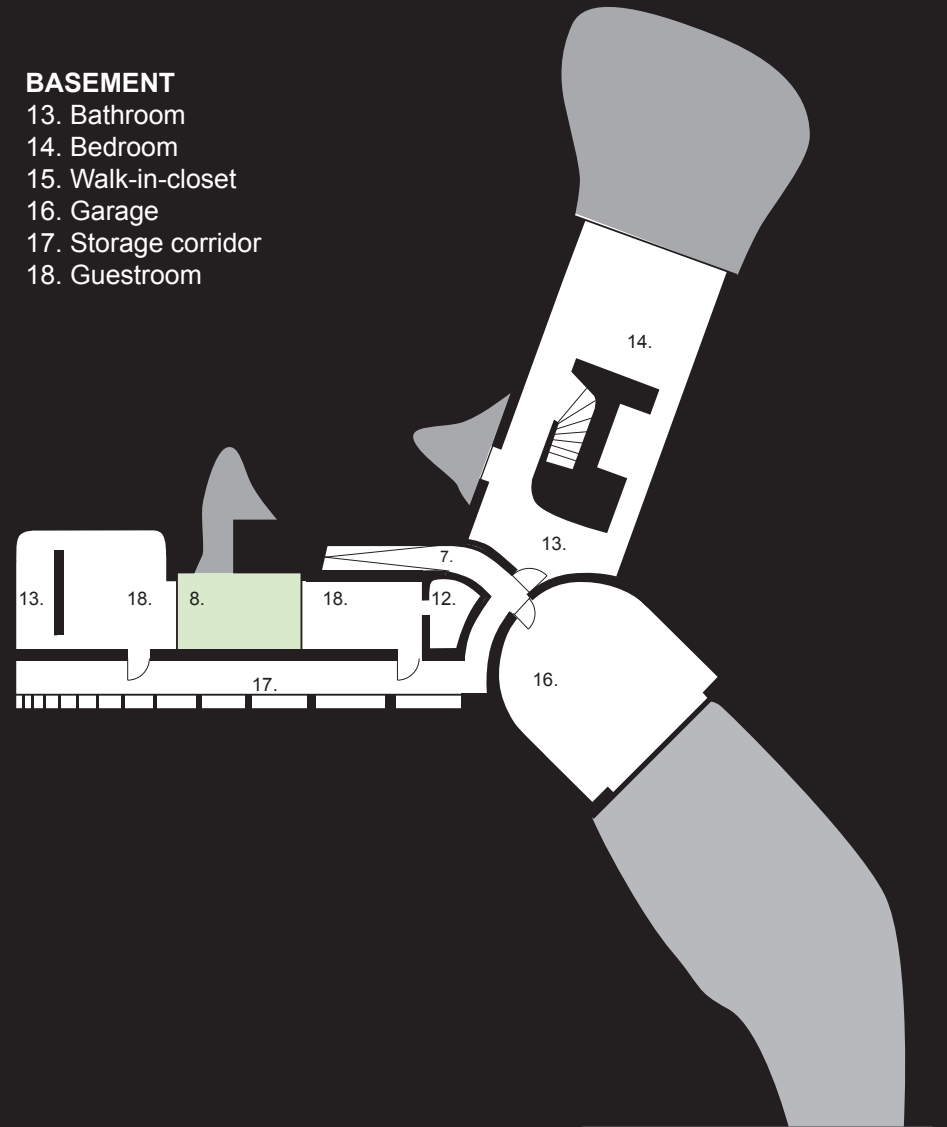 BASEMENT
13. Bathroom
14. Bedroom
15. Walk-in-closet
16. Garage
17. Storage corridor
18. Guestroom
14.
13.
7.
13.
18.
8.
18.
12.
16.
17.